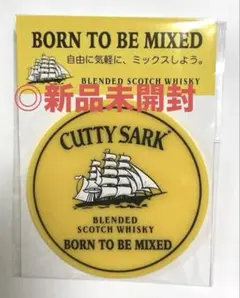 BORN TO BE MIXED
自由に気軽に、ミックスしよう。
BLENDED SCOTCH WHISKY
◎新品未開封
CUTTY SARK
BLENDED
SCOTCH WHISKY
BORN TO BE MIXED